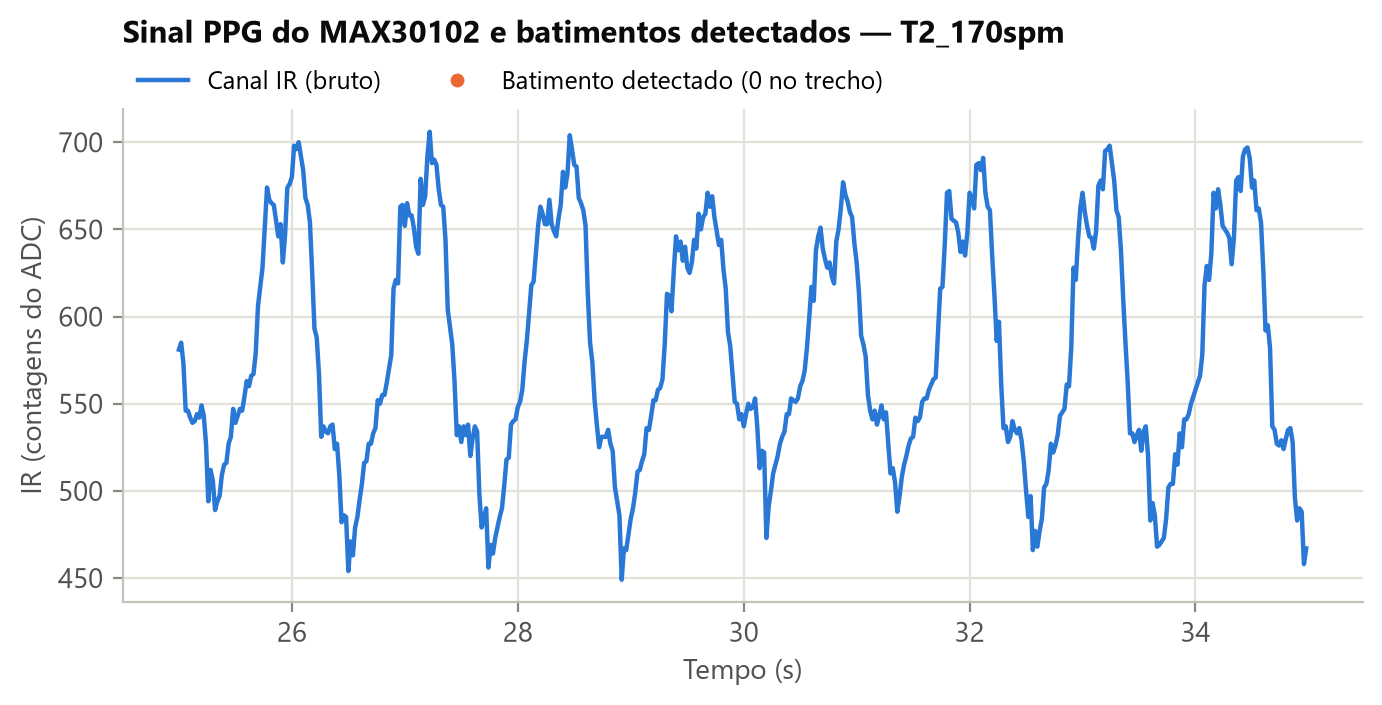 Sinal PPG do MAX30102 e batimentos detectados — T2_170spm
Canal IR (bruto)
Batimento detectado (0 no trecho)
IR (contagens do ADC)
700
650
600
550
500
450
26
28
30
32
34
Tempo (s)